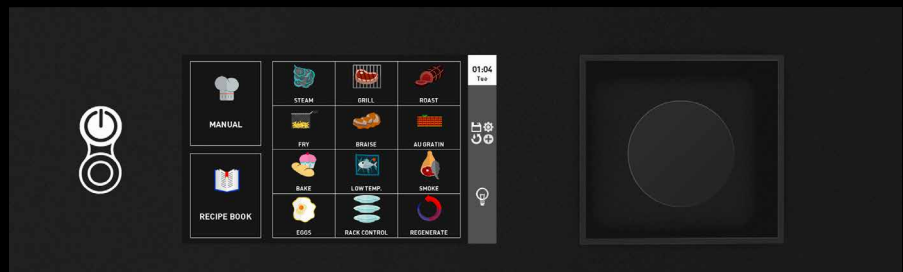 MANUAL
RECIPE BOOK
STEAM
GRILL
ROAST
FRY
BRAISE
AU GRATIN
BAKE
LOW TEMP.
SMOKE
EGGS
RACK CONTROL
REGENERATE
01:04
Tue